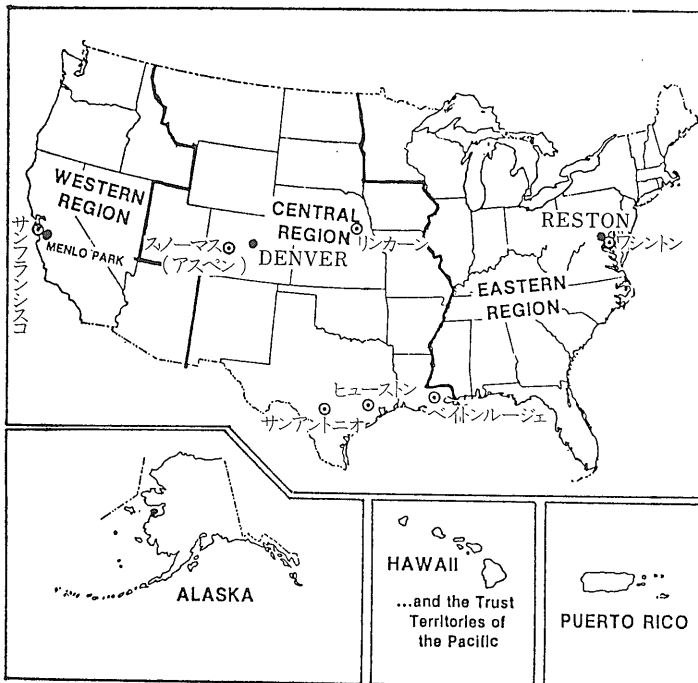 WESTERN
REGION
サンフランシスコ
MENLO PARK
スノーマス
(アスペン)
DENVER
CENTRAL
REGION
リンカーン
RESTON
ワシントン
EASTERN
REGION
ヒューストン
サンアントニオ
ベイトンルージェ
ALASKA
HAWAII
...and the Trust
Territories of
the Pacific
PUERTO RICO